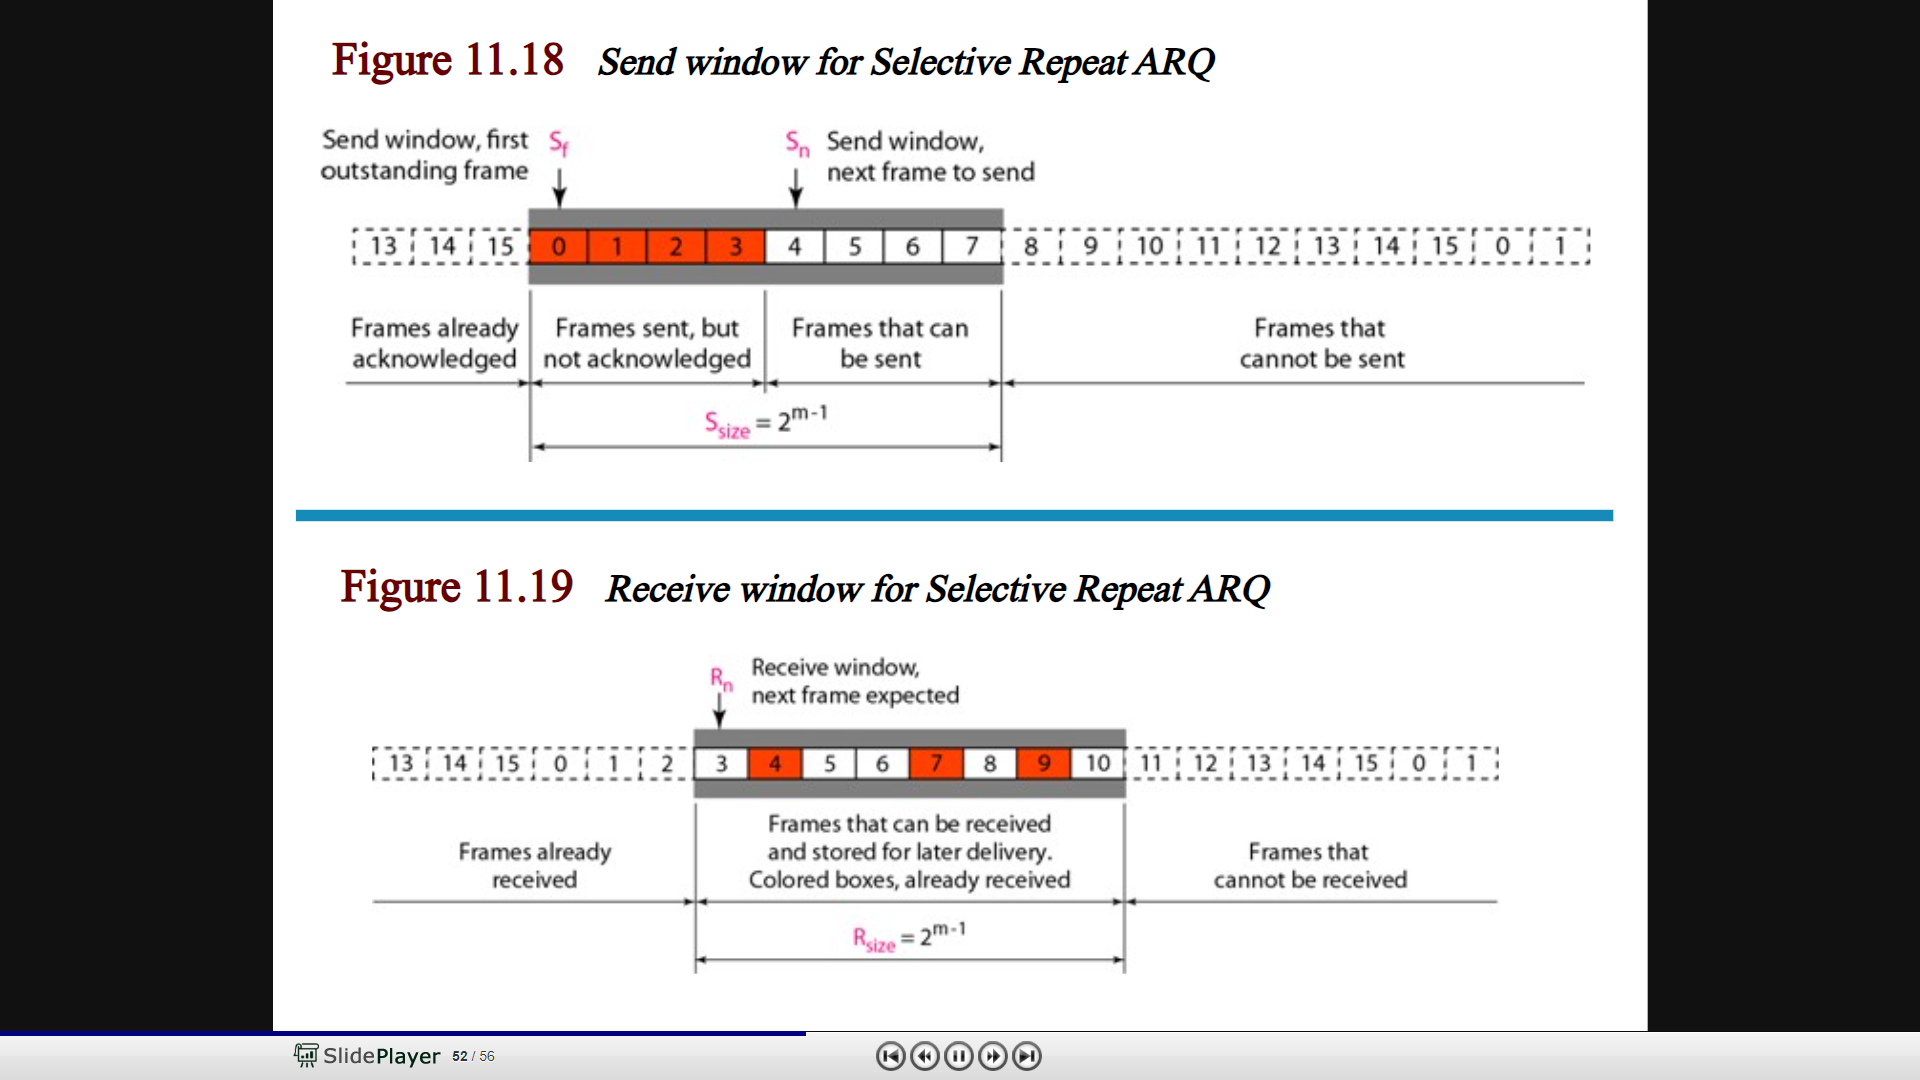 Figure 11.18 Send window for Selective Repeat ARQ
Send window, first Sf Sn Send window,
outstanding frame next frame to send
13 14 15 0 1 2 3 4 5 6 7 8 9 10 11 12 13 14 15 0 1
Frames already Frames sent, but Frames that can Frames that
acknowledged not acknowledged be sent cannot be sent
Ssize = 2^m-1
Figure 11.19 Receive window for Selective Repeat ARQ
Rn Receive window,
next frame expected
13 14 15 0 1 2 3 4 5 6 7 8 9 10 11 12 13 14 15 0 1
Frames that can be received
Frames already and stored for later delivery. Frames that
received Colored boxes, already received cannot be received
Rsize = 2^m-1
SlidePlayer 52 / 56